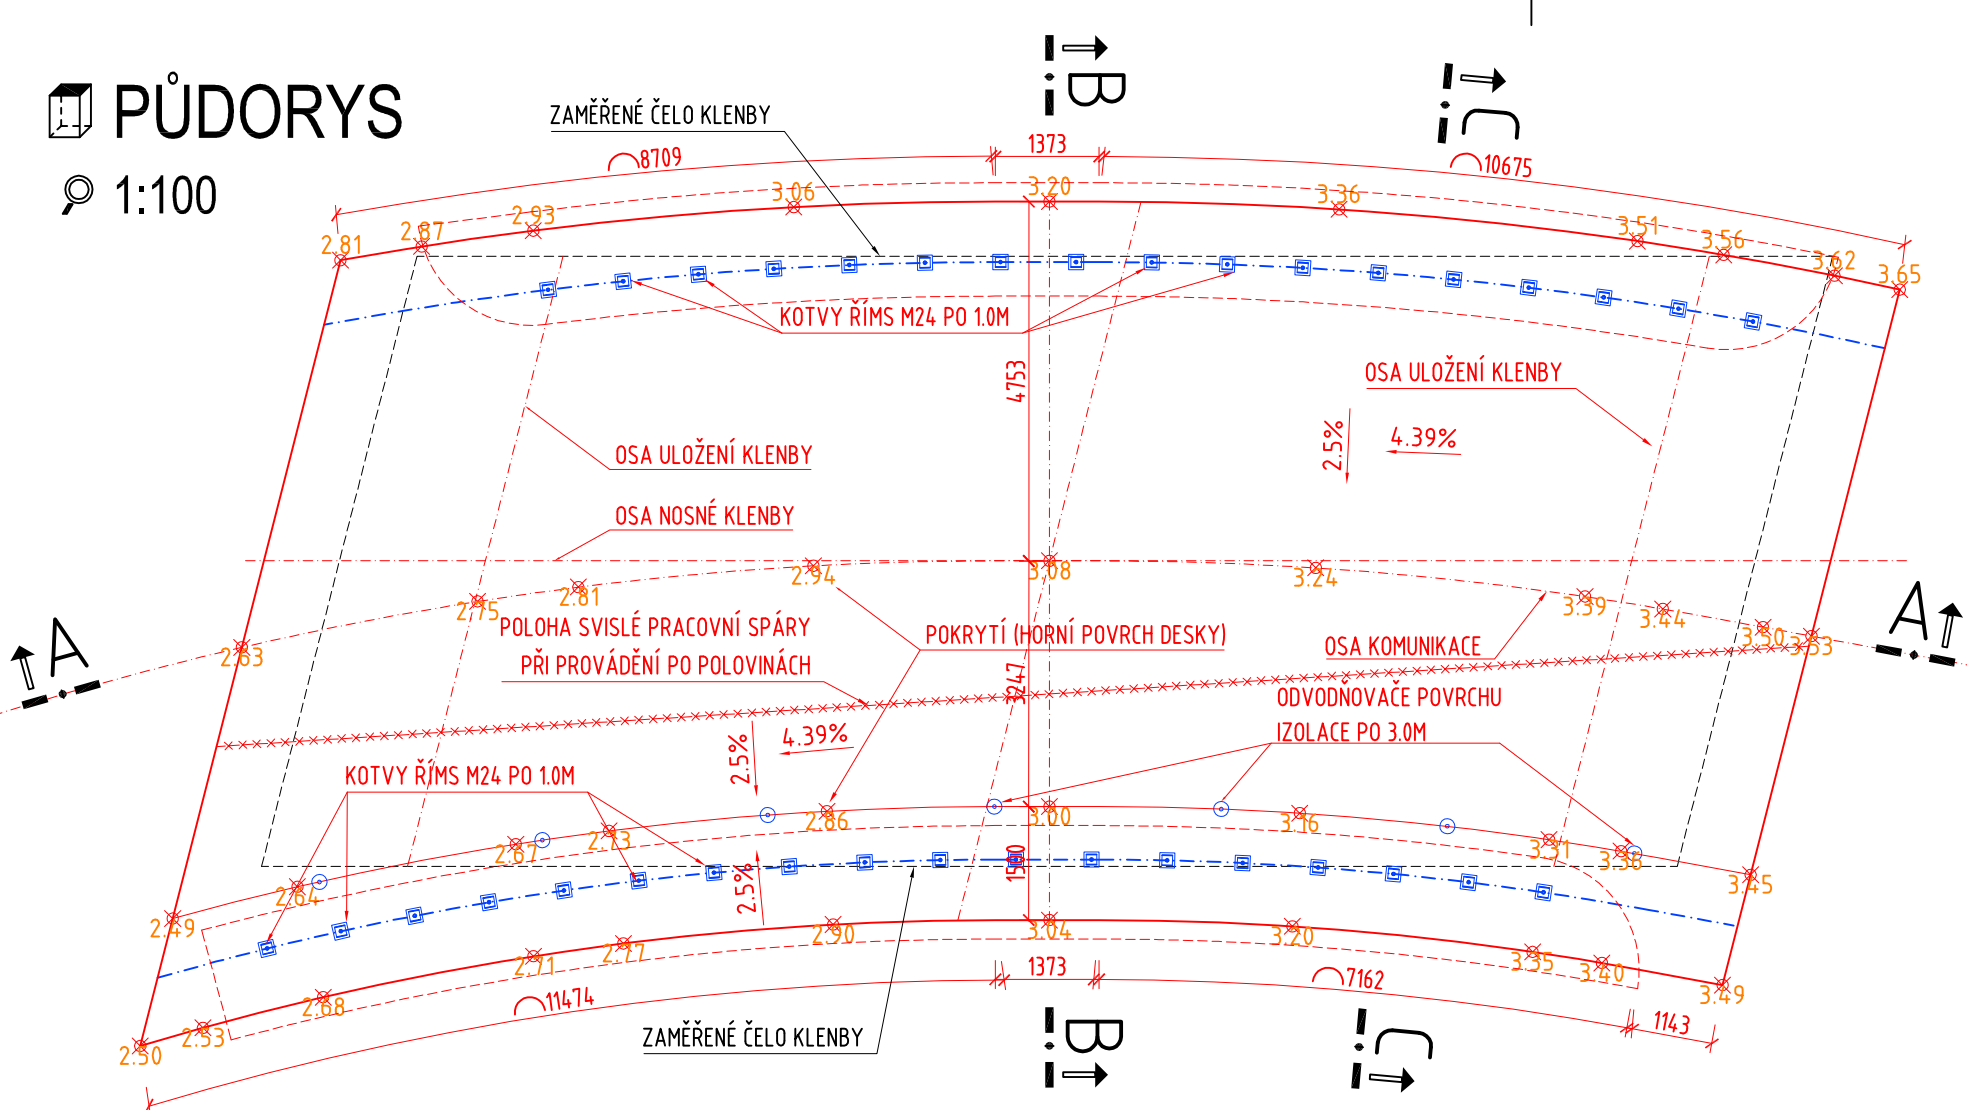 PŮDORYS
1:100
B
C
ZAMĚŘENÉ ČELO KLENBY
8709
1373
10675
2.81
2.87
2.93
3.06
3.20
3.36
3.51
3.56
3.62
3.65
KOTVY ŘÍMS M24 PO 1.0M
4753
OSA ULOŽENÍ KLENBY
2.5%
4.39%
OSA ULOŽENÍ KLENBY
OSA NOSNÉ KLENBY
2.63
2.75
2.81
2.94
3.08
3.24
3.39
3.44
3.50
3.53
A
A
POLOHA SVISLÉ PRACOVNÍ SPÁRY
PŘI PROVÁDĚNÍ PO POLOVINÁCH
POKRYTÍ (HORNÍ POVRCH DESKY)
OSA KOMUNIKACE
3247
ODVODŇOVAČE POVRCHU
IZOLACE PO 3.0M
2.5%
4.39%
KOTVY ŘÍMS M24 PO 1.0M
2.49
2.64
2.67
2.73
2.86
3.00
3.16
3.31
3.36
3.45
2.5%
1500
2.50
2.53
2.68
2.71
2.77
2.90
3.04
3.20
3.35
3.40
3.49
11474
1373
7162
1143
ZAMĚŘENÉ ČELO KLENBY
B
C